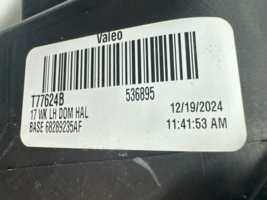 Valeo
T77624B 536895
17 WK LH DOM HAL 12/19/2024
BASE 68289235AF 11:41:53 AM